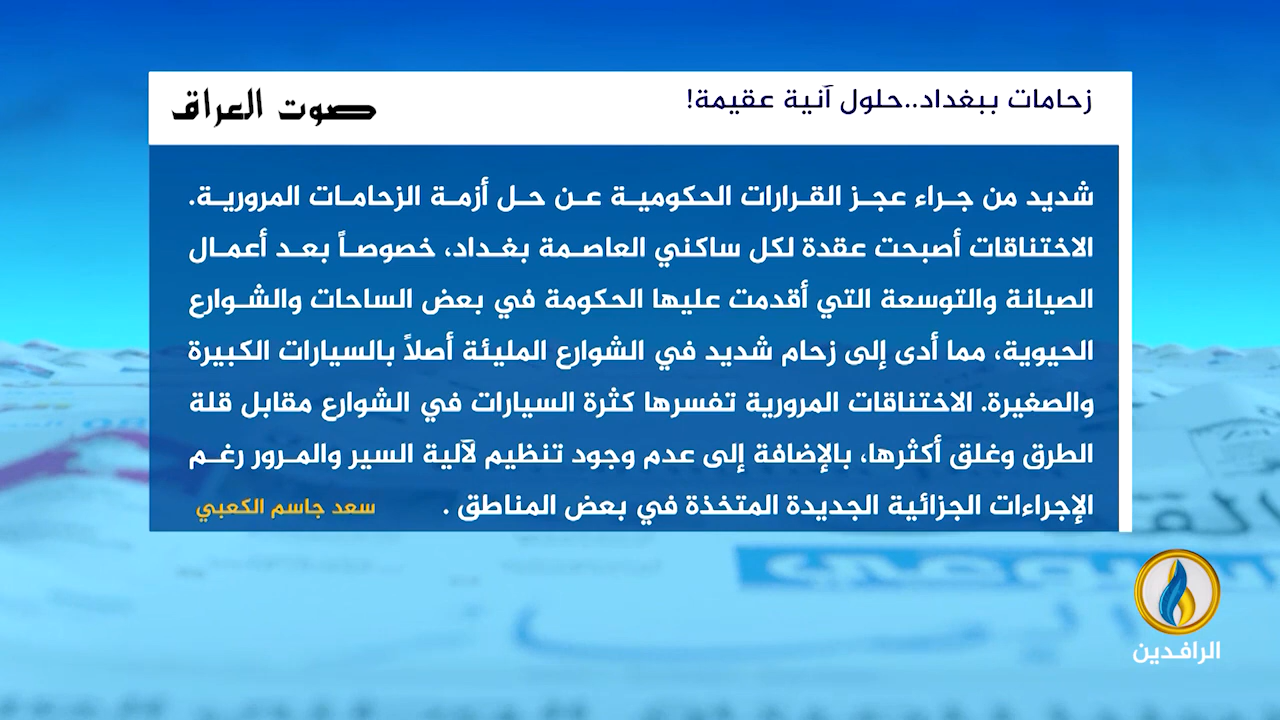 زحامات ببغداد..حلول آنية عقيمة!
صوت العراق
شديد من جراء عجز القرارات الحكومية عن حل أزمة الزحامات المرورية.
الاختناقات أصبحت عقدة لكل ساكني العاصمة بغداد، خصوصاً بعد أعمال
الصيانة والتوسعة التي أقدمت عليها الحكومة في بعض الساحات والشوارع
الحيوية، مما أدى إلى زحام شديد في الشوارع المليئة أصلاً بالسيارات الكبيرة
والصغيرة. الاختناقات المرورية تفسرها كثرة السيارات في الشوارع مقابل قلة
الطرق وغلق أكثرها، بالإضافة إلى عدم وجود تنظيم لآلية السير والمرور رغم
الإجراءات الجزائية الجديدة المتخذة في بعض المناطق .
سعد جاسم الكعبي
الرافدين